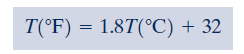 T(°F) = 1.8T(°C) + 32